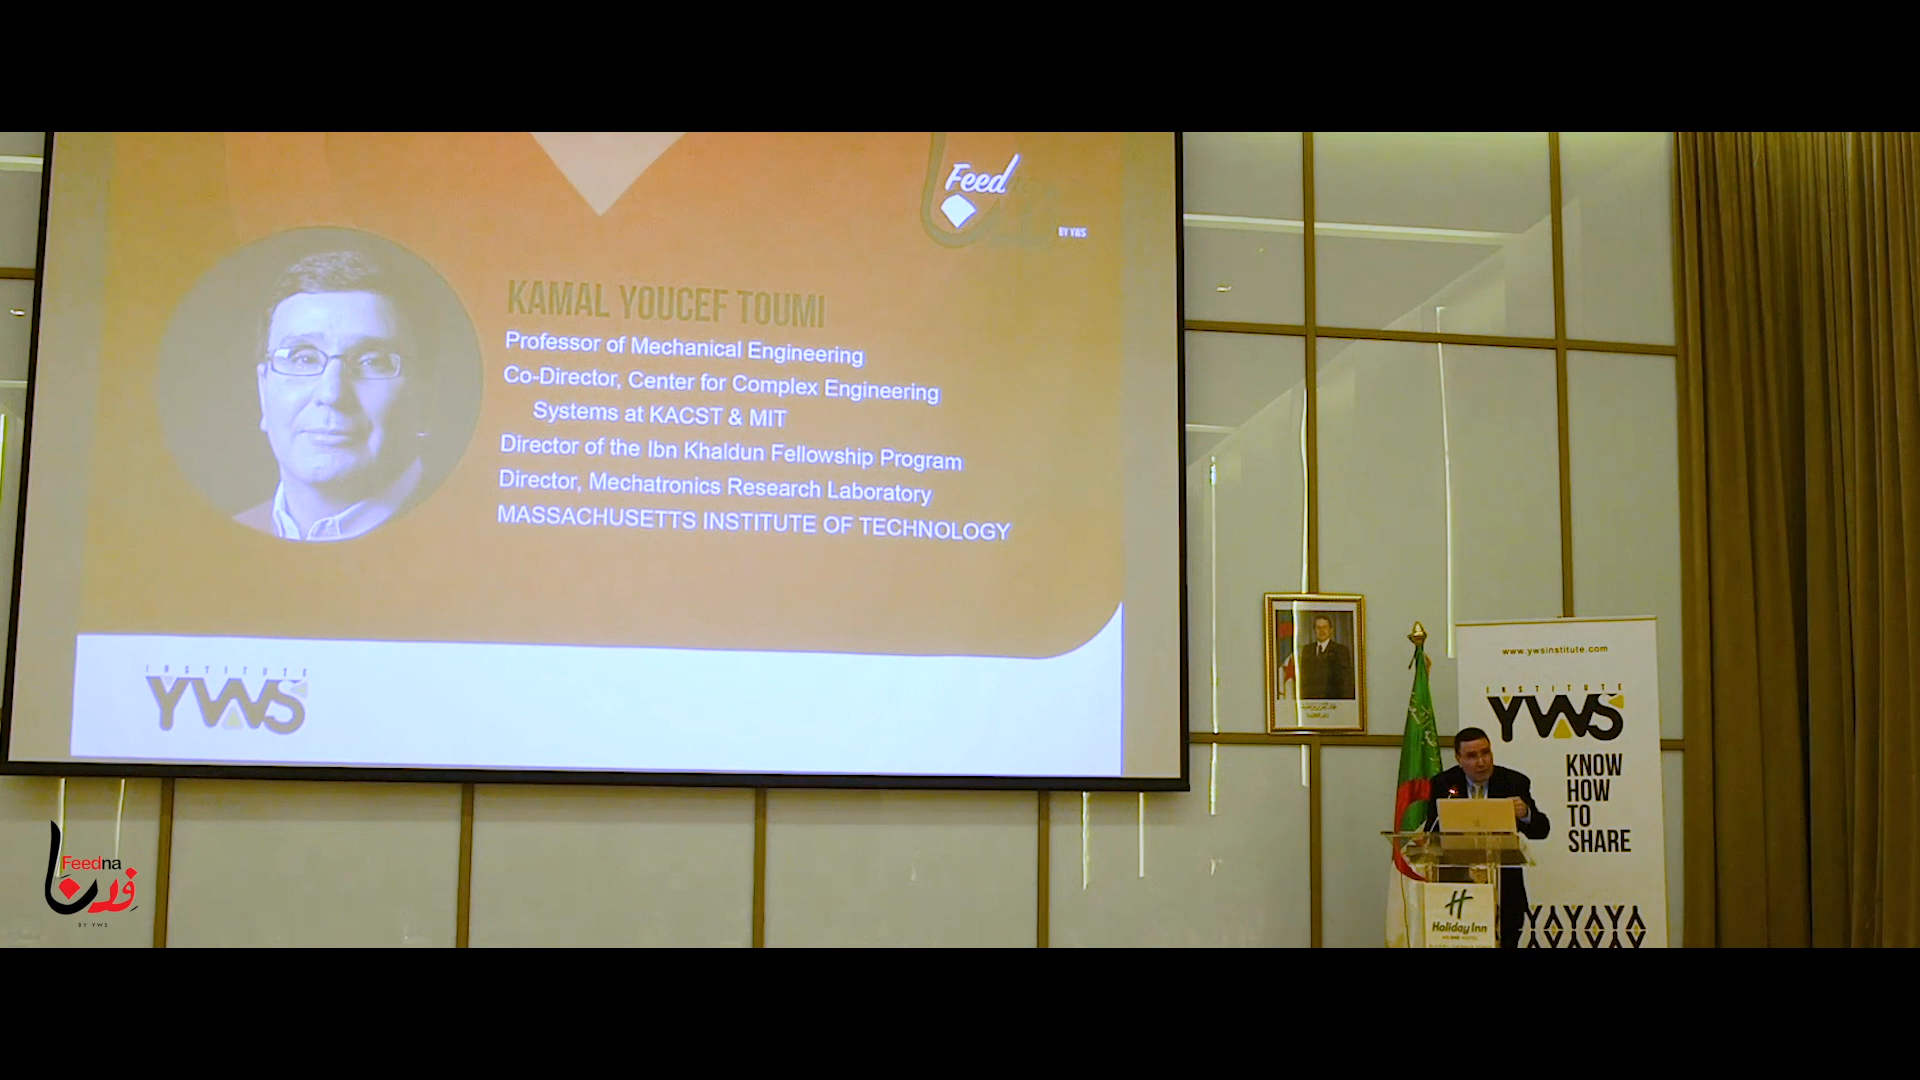 Feed
BY YWS
KAMAL YOUCEF TOUMI
Professor of Mechanical Engineering
Co-Director, Center for Complex Engineering
Systems at KACST & MIT
Director of the Ibn Khaldun Fellowship Program
Director, Mechatronics Research Laboratory
MASSACHUSETTS INSTITUTE OF TECHNOLOGY
INSTITUTE
YWS
www.ywsinstitute.com
INSTITUTE
YWS
KNOW
HOW
TO
SHARE
H
Holiday Inn
Feedna
فدنا
BY YWS